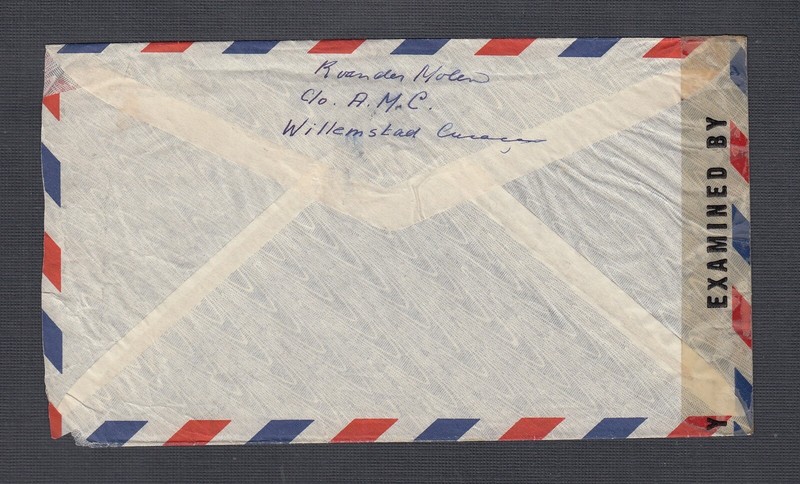 R van der Molen
c/o. A.M.C.
Willemstad Curaçao
EXAMINED BY
Y